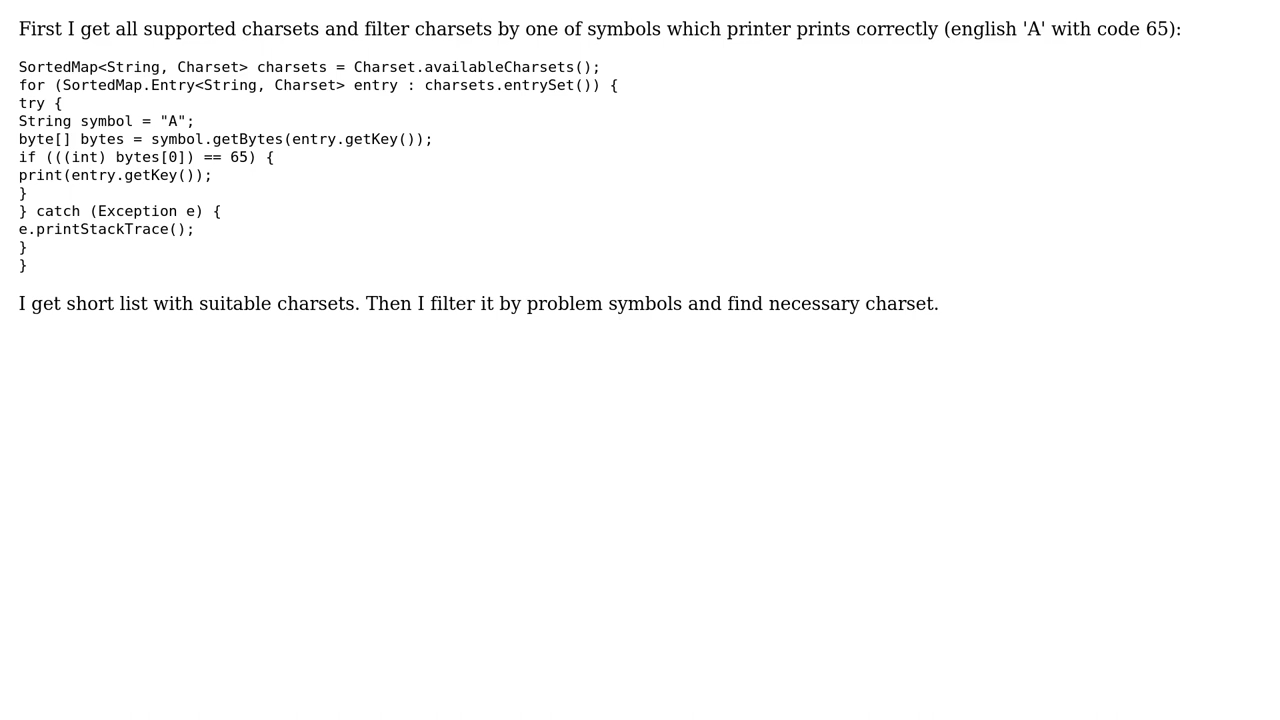 First I get all supported charsets and filter charsets by one of symbols which printer prints correctly (english 'A' with code 65):
SortedMap<String, Charset> charsets = Charset.availableCharsets();
for (SortedMap.Entry<String, Charset> entry : charsets.entrySet()) {
try {
String symbol = "A";
byte[] bytes = symbol.getBytes(entry.getKey());
if (((int) bytes[0]) == 65) {
print(entry.getKey());
}
} catch (Exception e) {
e.printStackTrace();
}
}
I get short list with suitable charsets. Then I filter it by problem symbols and find necessary charset.